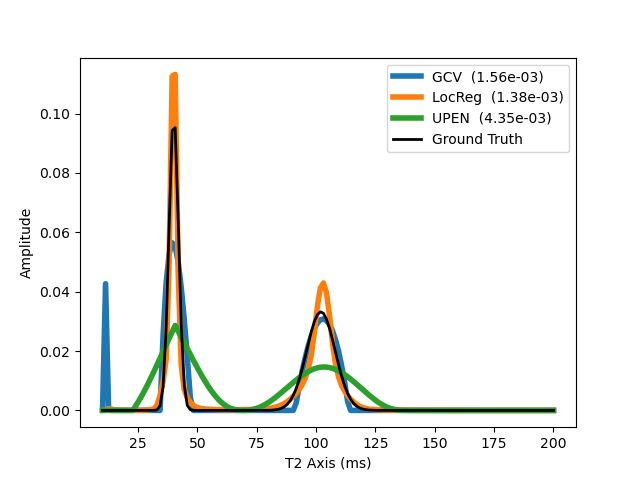 GCV (1.56e-03)
LocReg (1.38e-03)
UPEN (4.35e-03)
Ground Truth
0.10
0.08
0.06
0.04
0.02
0.00
Amplitude
25 50 75 100 125 150 175 200
T2 Axis (ms)